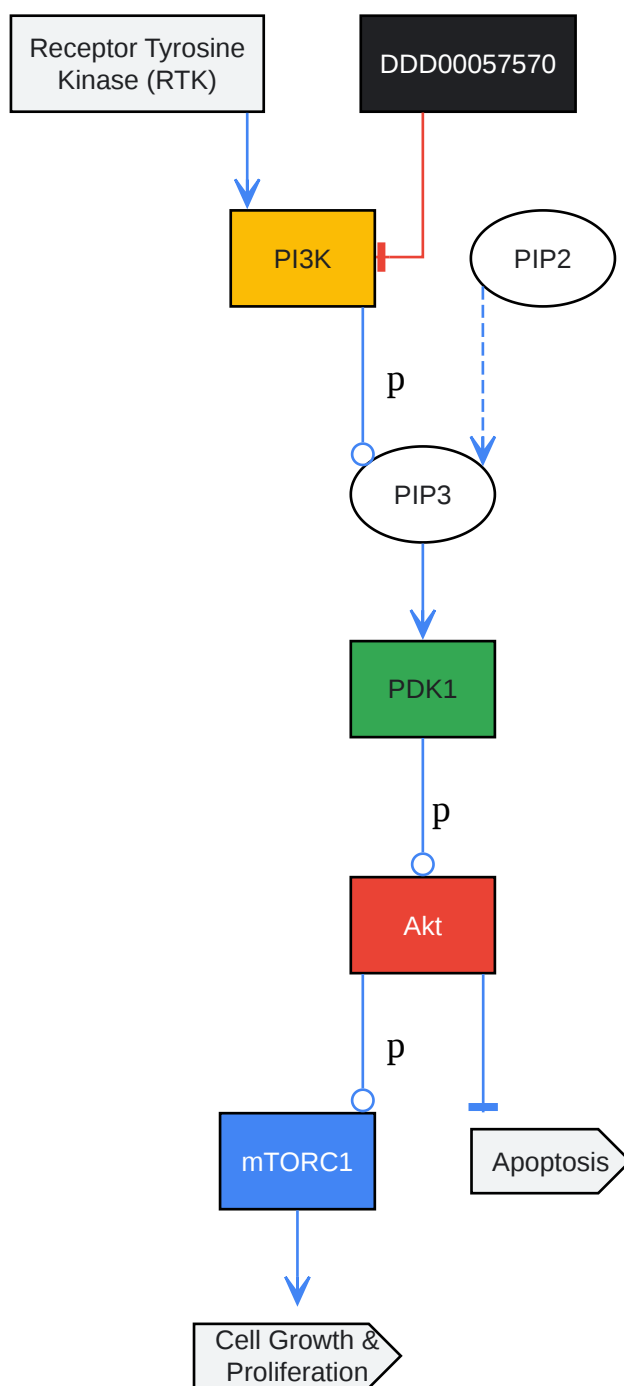 Receptor Tyrosine
Kinase (RTK)
DDD00057570
PI3K
PIP2
p
PIP3
PDK1
p
Akt
p
mTORC1
Apoptosis
Cell Growth &
Proliferation